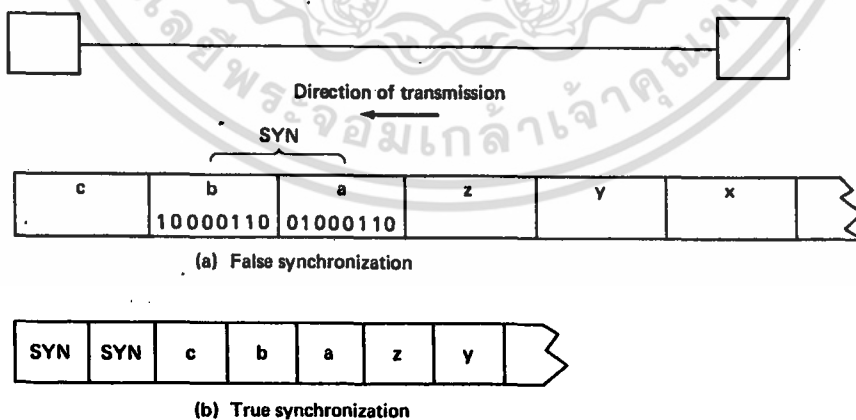 Direction of transmission
SYN
c b a z y x
10000110 01000110
(a) False synchronization
SYN SYN c b a z y
(b) True synchronization